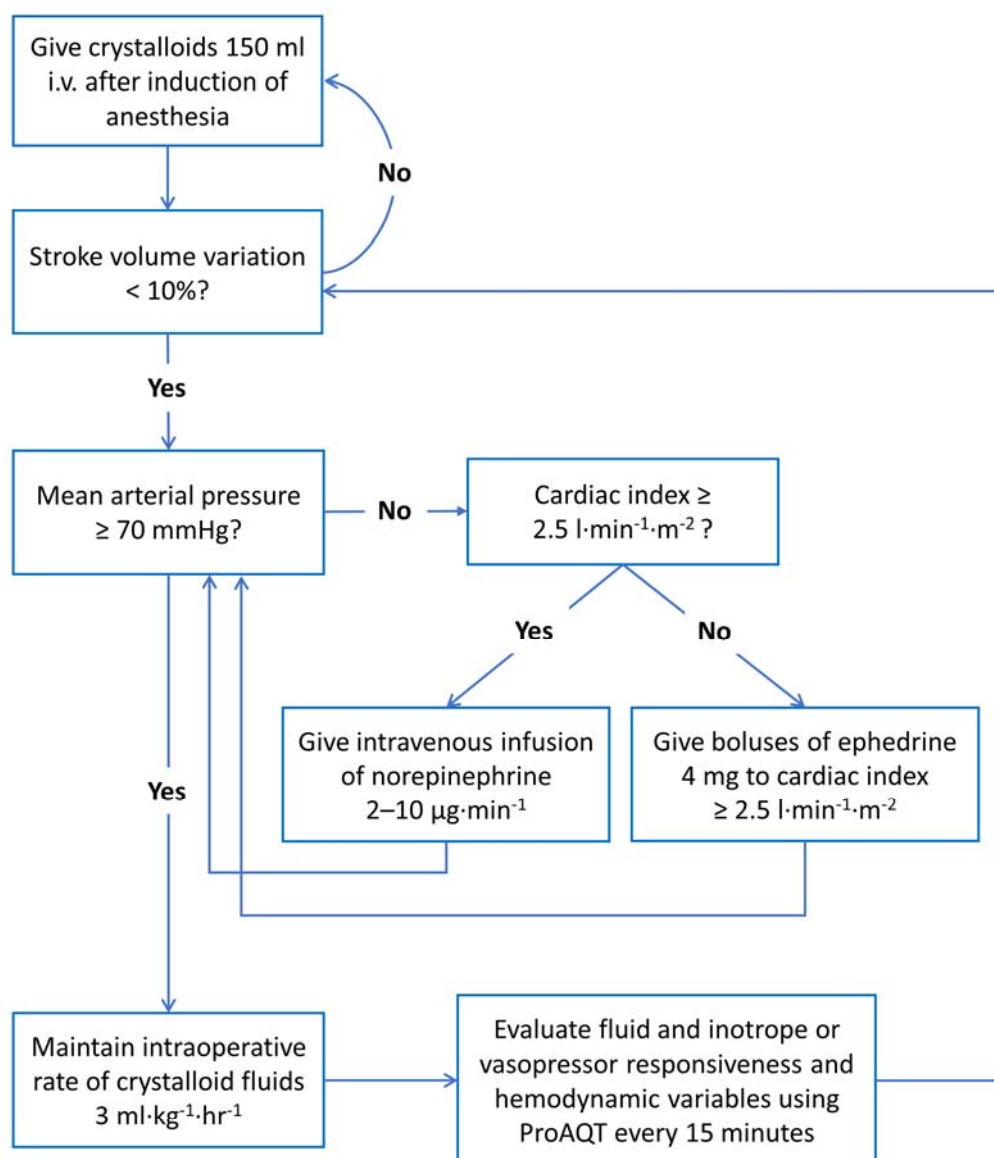 Give crystalloids 150 ml
i.v. after induction of
anesthesia
No
Stroke volume variation
< 10%?
Yes
Mean arterial pressure
≥ 70 mmHg?
No
Cardiac index ≥
2.5 l·min⁻¹·m⁻² ?
Yes
No
Give intravenous infusion
of norepinephrine
2–10 µg·min⁻¹
Give boluses of ephedrine
4 mg to cardiac index
≥ 2.5 l·min⁻¹·m⁻²
Yes
Maintain intraoperative
rate of crystalloid fluids
3 ml·kg⁻¹·hr⁻¹
Evaluate fluid and inotrope or
vasopressor responsiveness and
hemodynamic variables using
ProAQT every 15 minutes